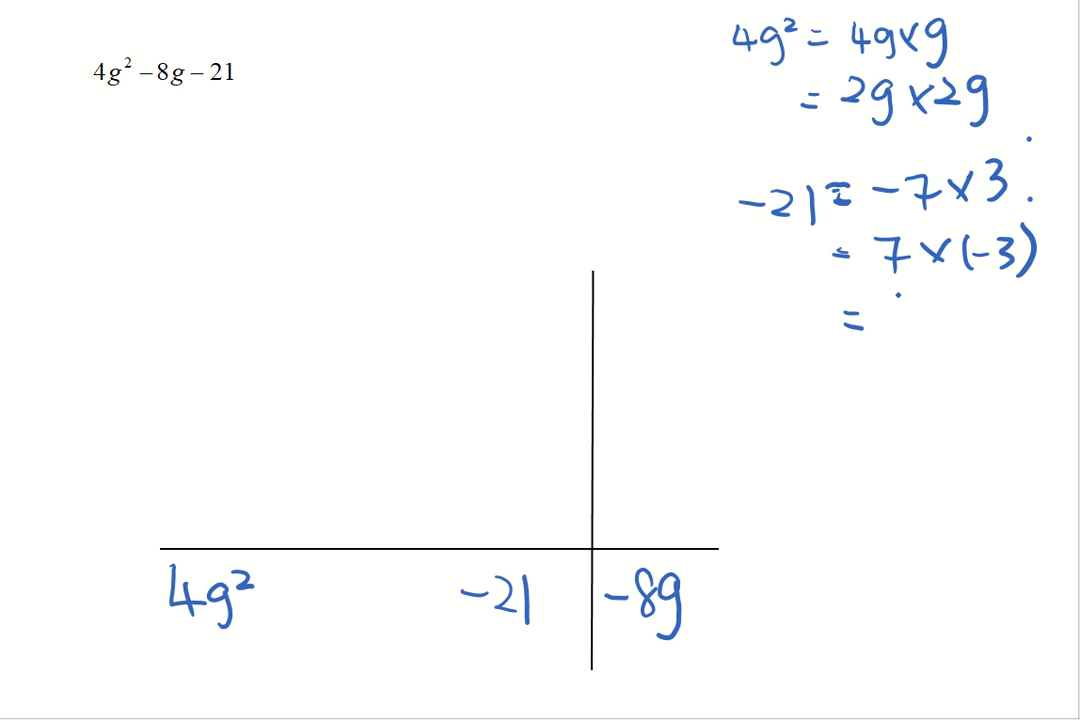 4g² − 8g − 21
4g² = 4g × g
= 2g × 2g
-21 = -7 × 3
= 7 × (-3)
=
4g² -21 -8g